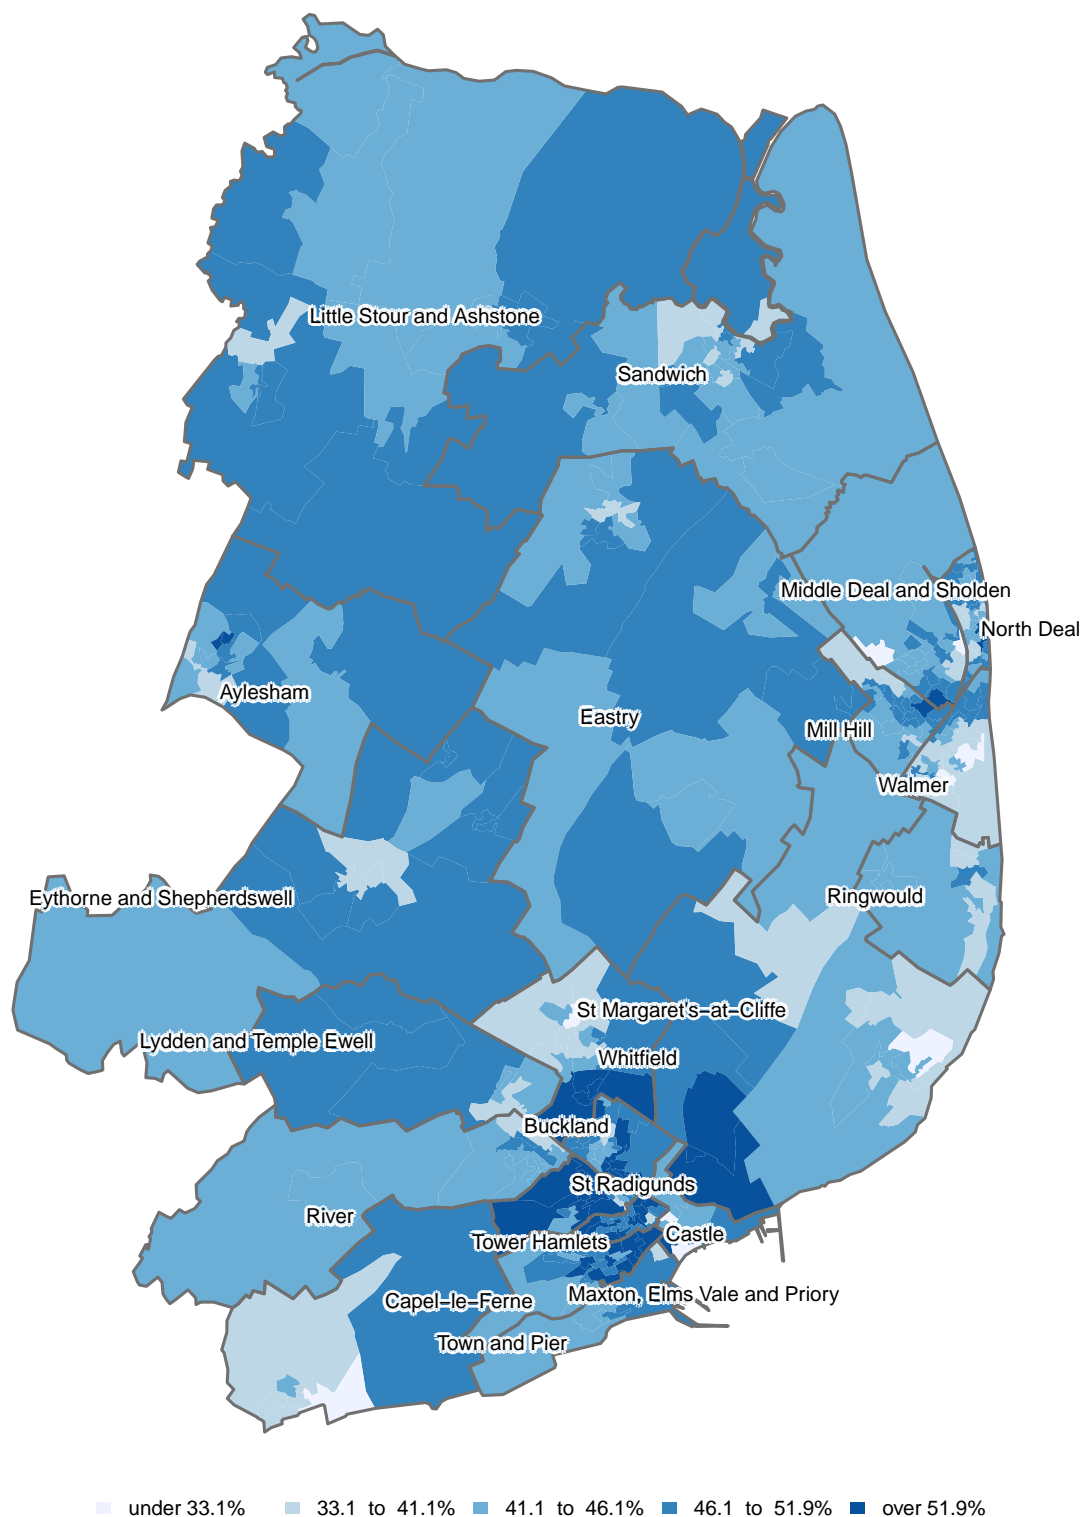 Little Stour and Ashstone
Sandwich
Middle Deal and Sholden
North Deal
Aylesham
Eastry
Mill Hill
Walmer
Eythorne and Shepherdswell
Ringwould
St Margaret's–at–Cliffe
Lydden and Temple Ewell
Whitfield
Buckland
St Radigunds
River
Castle
Tower Hamlets
Maxton, Elms Vale and Priory
Capel–le–Ferne
Town and Pier
under 33.1% 33.1 to 41.1% 41.1 to 46.1% 46.1 to 51.9% over 51.9%